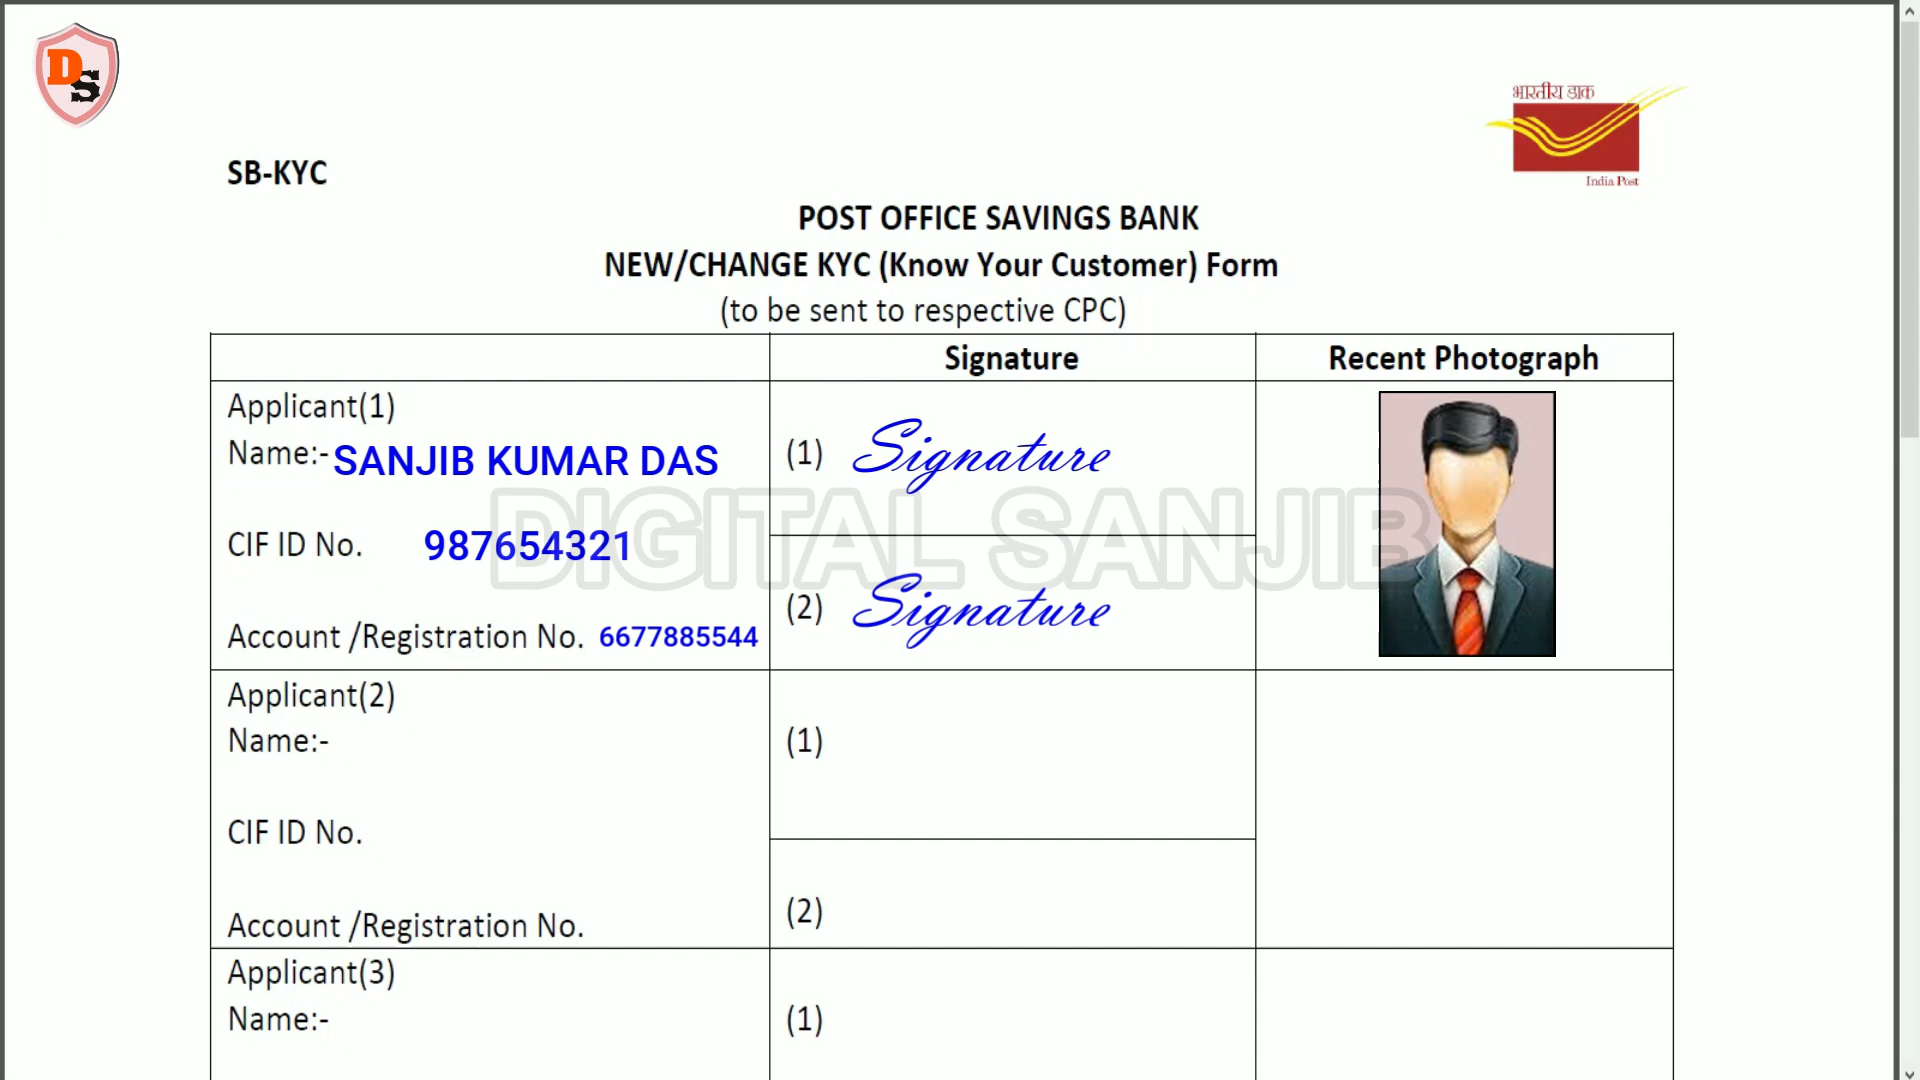 DS
भारतीय डाक
India Post
SB-KYC
POST OFFICE SAVINGS BANK
NEW/CHANGE KYC (Know Your Customer) Form
(to be sent to respective CPC)
Signature Recent Photograph
Applicant(1)
Name:- SANJIB KUMAR DAS (1) Signature
DIGITAL SANJIB
CIF ID No. 987654321
(2) Signature
Account /Registration No. 6677885544
Applicant(2)
Name:- (1)
CIF ID No.
(2)
Account /Registration No.
Applicant(3)
Name:- (1)